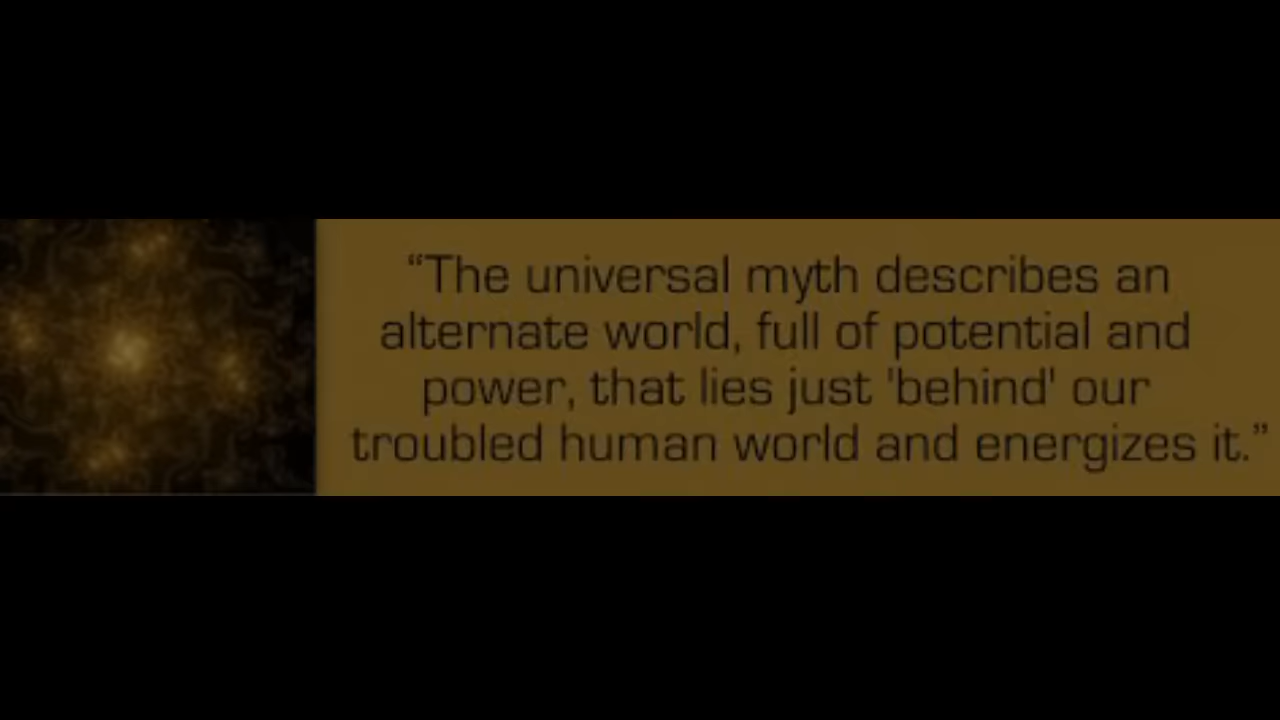 “The universal myth describes an
alternate world, full of potential and
power, that lies just 'behind' our
troubled human world and energizes it.”